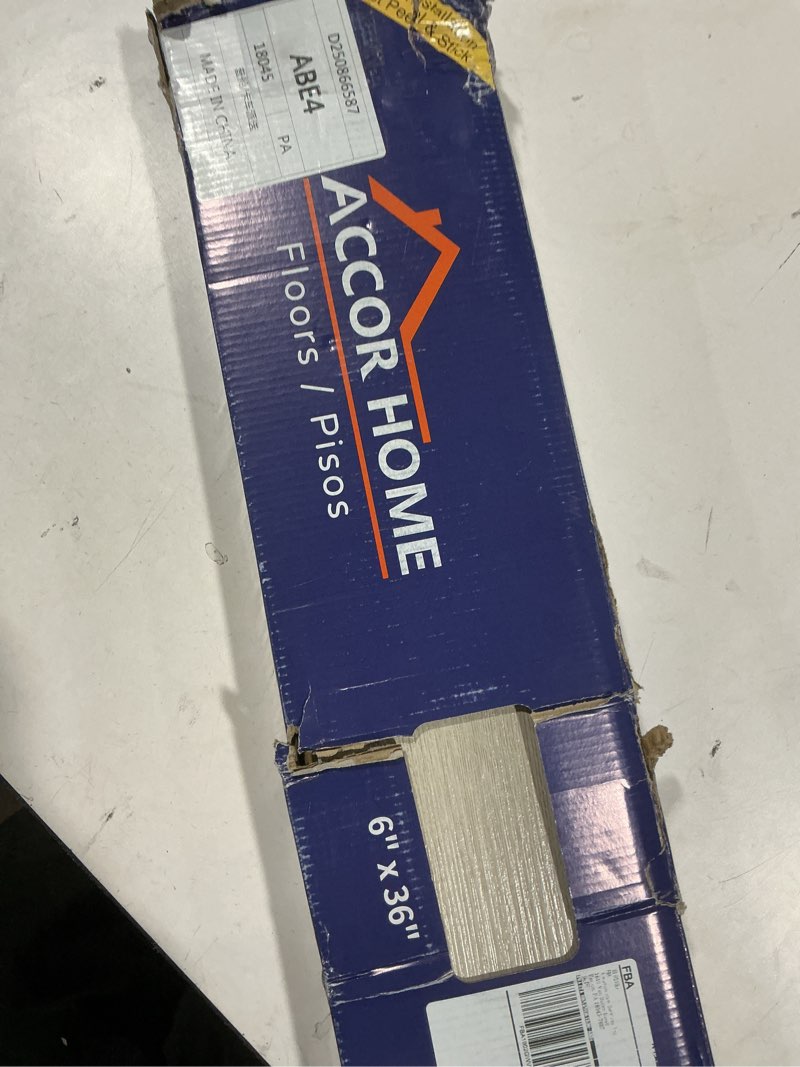 D250866587
ABE4
PA
18045
MADE IN CHINA
Peel & Stick
ACCOR HOME
Floors / Pisos
6" x 36"
FBA